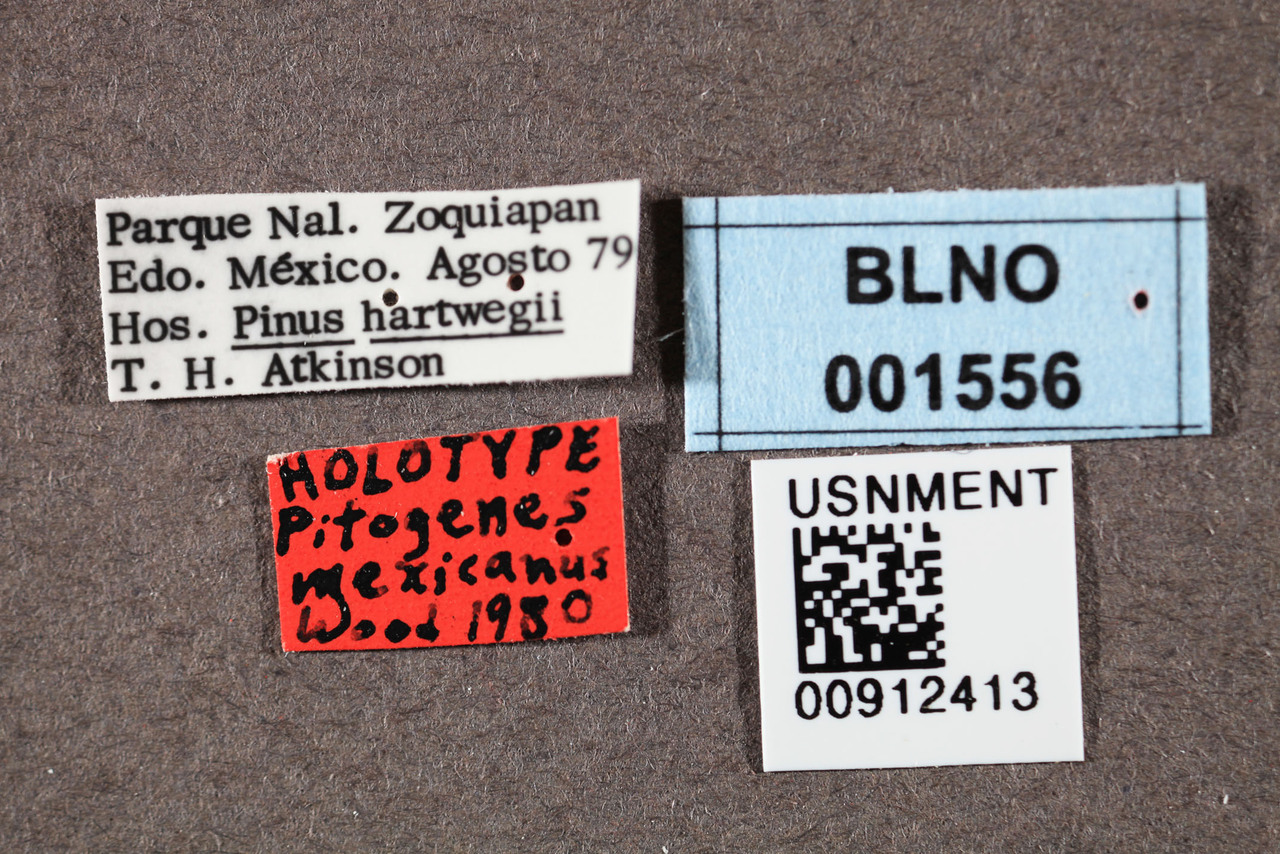 Parque Nal. Zoquiapan
Edo. México. Agosto 79
Hos. Pinus hartwegii
T. H. Atkinson
BLNO
001556
HOLOTYPE
Pitogenes
mexicanus
Wood 1980
USNMENT
00912413